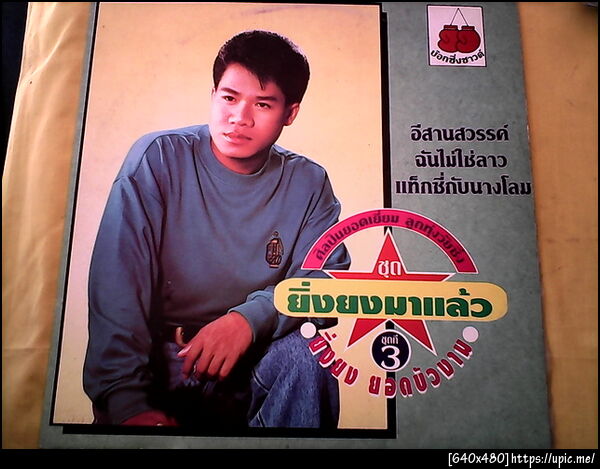 บ๊อกซิ่งซาวด์
อีสานสวรรค์
ฉันไม่ใช่ลาว
แท็กซี่กับนางโลม
ศิลปินยอดเยี่ยม ลูกทุ่งวัยซิ่ง
ชุด
ยิ่งยงมาแล้ว
ชุดที่
3
ยิ่งยง ยอดบัวงาม
[640x480]https://upic.me/